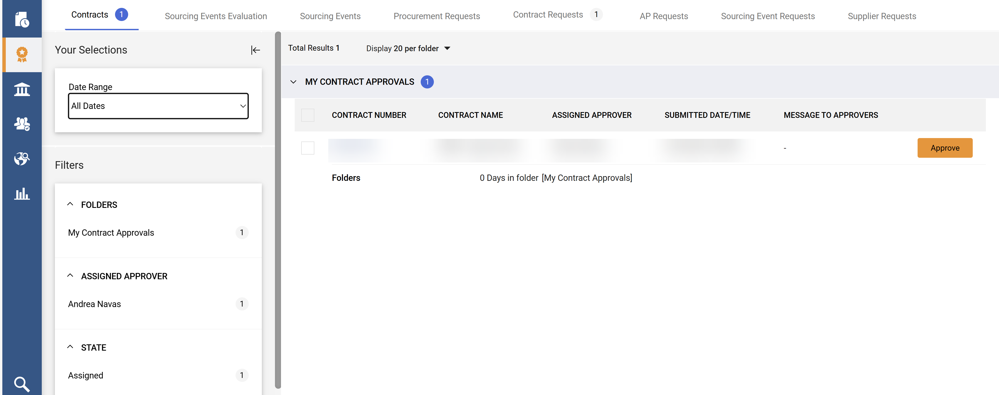 Contracts 1
Sourcing Events Evaluation
Sourcing Events
Procurement Requests
Contract Requests 1
AP Requests
Sourcing Event Requests
Supplier Requests
Your Selections
Date Range
All Dates
Filters
FOLDERS
My Contract Approvals 1
ASSIGNED APPROVER
Andrea Navas 1
STATE
Assigned 1
Total Results 1
Display 20 per folder
MY CONTRACT APPROVALS 1
CONTRACT NUMBER CONTRACT NAME ASSIGNED APPROVER SUBMITTED DATE/TIME MESSAGE TO APPROVERS
- Approve
Folders 0 Days in folder [My Contract Approvals]